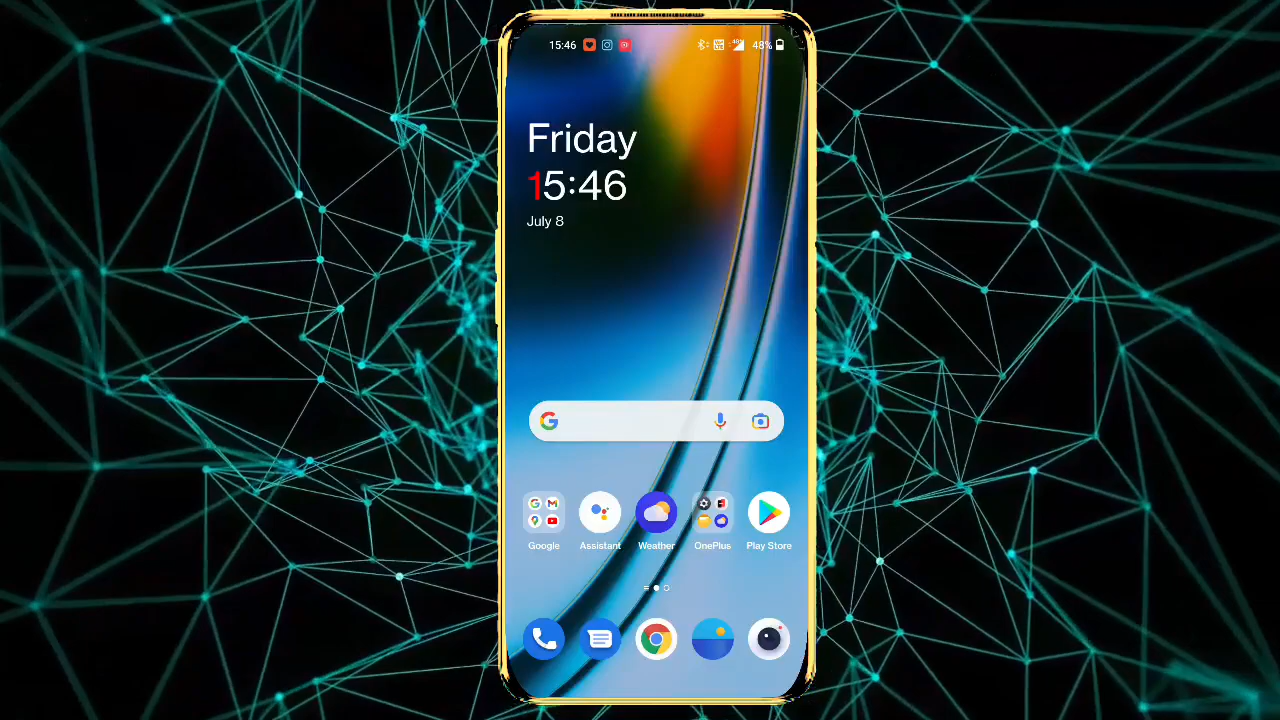 15:46
48%
Friday
15:46
July 8
Google
Assistant
Weather
OnePlus
Play Store